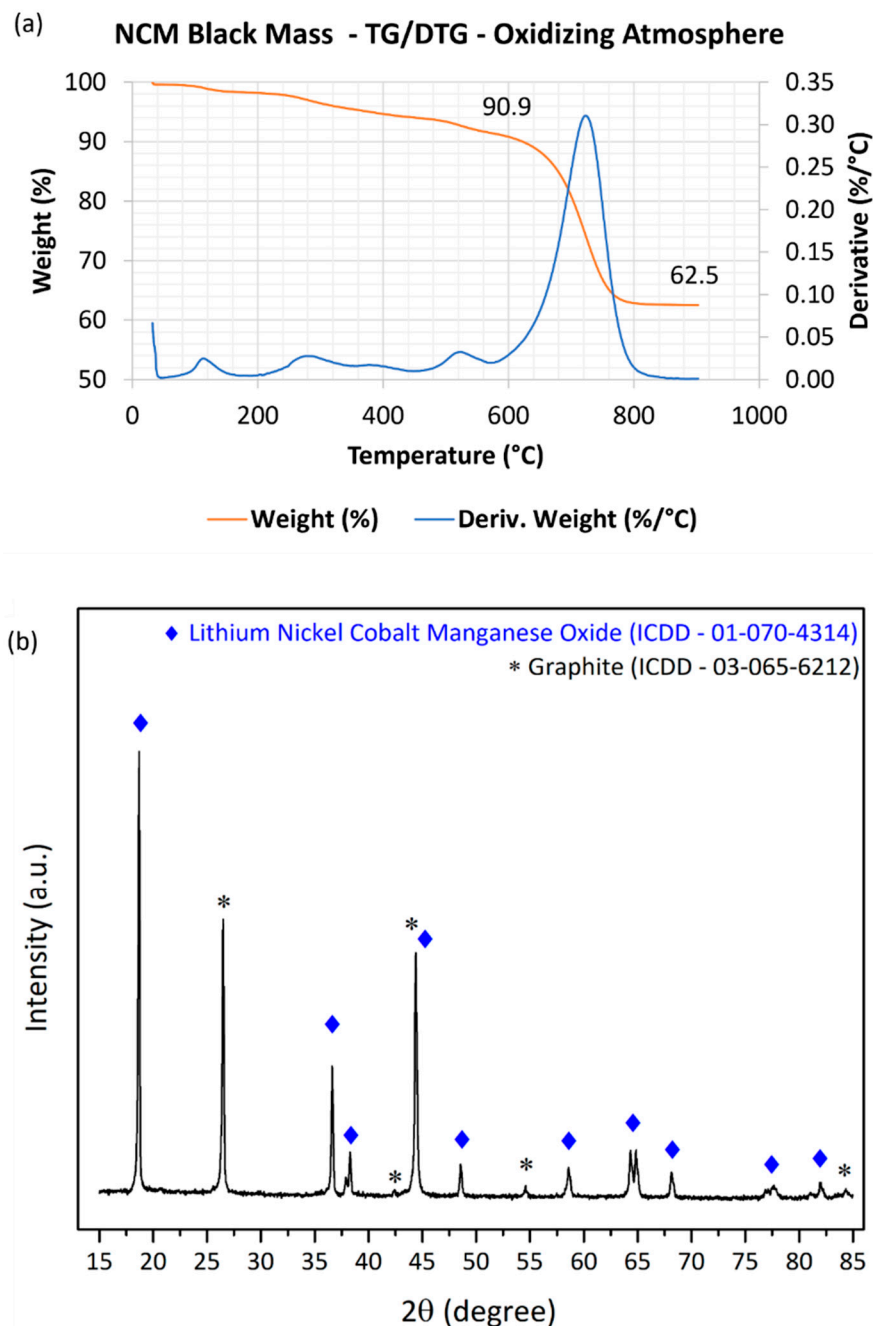 (a)
NCM Black Mass - TG/DTG - Oxidizing Atmosphere
100
90
80
70
60
50
Weight (%)
90.9
62.5
0.35
0.30
0.25
0.20
0.15
0.10
0.05
0.00
Derivative (%/°C)
0 200 400 600 800 1000
Temperature (°C)
Weight (%) Deriv. Weight (%/°C)
(b)
◆ Lithium Nickel Cobalt Manganese Oxide (ICDD - 01-070-4314)
* Graphite (ICDD - 03-065-6212)
Intensity (a.u.)
15 20 25 30 35 40 45 50 55 60 65 70 75 80 85
2θ (degree)